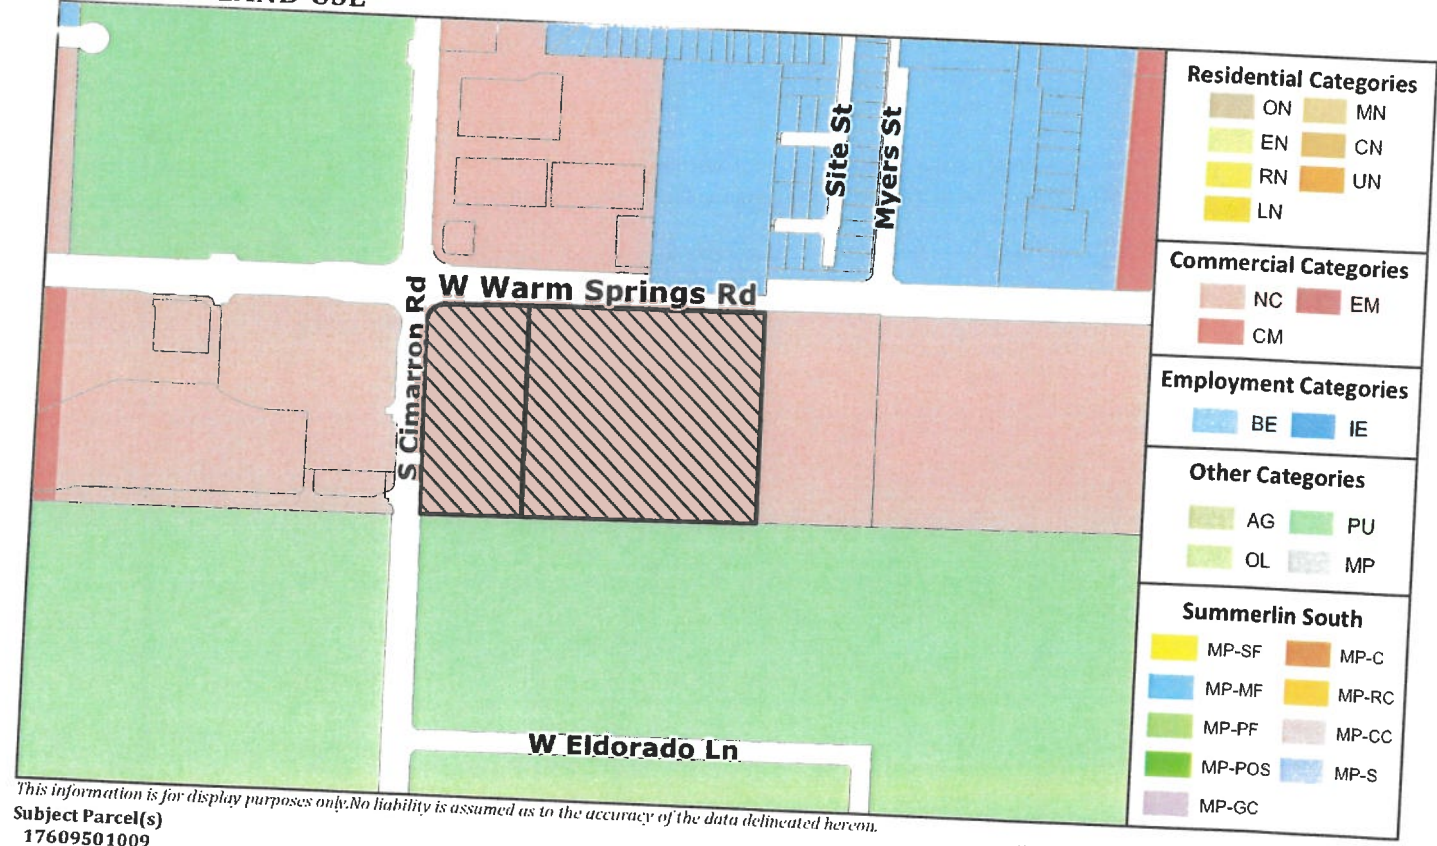 LAND USE
Site St
Myers St
W Warm Springs Rd
S Cimarron Rd
W Eldorado Ln
Residential Categories
ON MN
EN CN
RN UN
LN
Commercial Categories
NC EM
CM
Employment Categories
BE IE
Other Categories
AG PU
OL MP
Summerlin South
MP-SF MP-C
MP-MF MP-RC
MP-PF MP-CC
MP-POS MP-S
MP-GC
This information is for display purposes only.No liability is assumed as to the accuracy of the data delineated hereon.
Subject Parcel(s)
17609501009